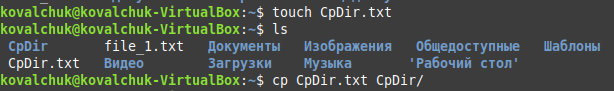 kovalchuk@kovalchuk-VirtualBox:~$ touch CpDir.txt
kovalchuk@kovalchuk-VirtualBox:~$ ls
CpDir file_1.txt Документы Изображения Общедоступные Шаблоны
CpDir.txt Видео Загрузки Музыка 'Рабочий стол'
kovalchuk@kovalchuk-VirtualBox:~$ cp CpDir.txt CpDir/